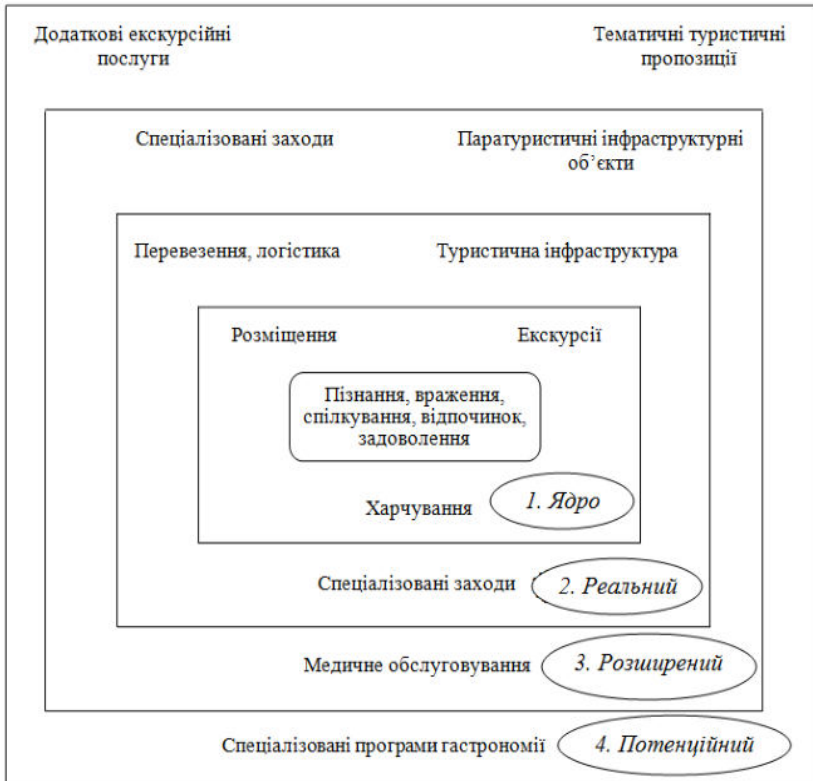 Додаткові екскурсійні
послуги
Тематичні туристичні
пропозиції
Спеціалізовані заходи
Паратуристичні інфраструктурні
об’єкти
Перевезення, логістика
Туристична інфраструктура
Розміщення
Екскурсії
Пізнання, враження,
спілкування, відпочинок,
задоволення
Харчування
1. Ядро
Спеціалізовані заходи
2. Реальний
Медичне обслуговування
3. Розширений
Спеціалізовані програми гастрономії
4. Потенційний